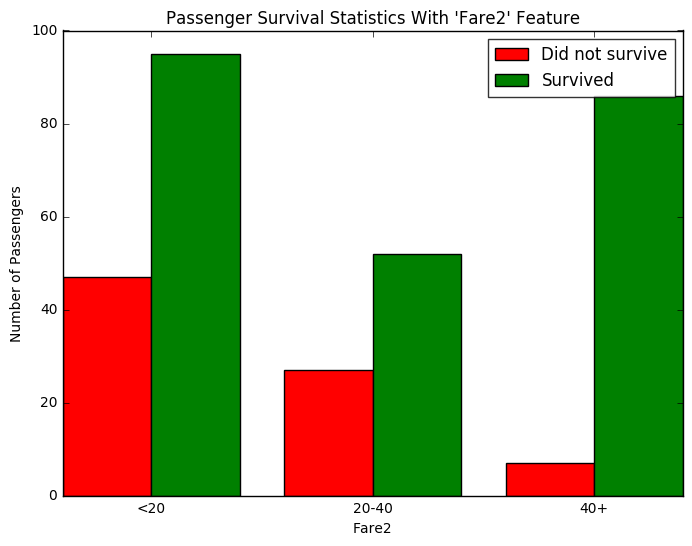 Passenger Survival Statistics With 'Fare2' Feature
100
80
60
40
20
0
Number of Passengers
Did not survive
Survived
<20
20-40
40+
Fare2